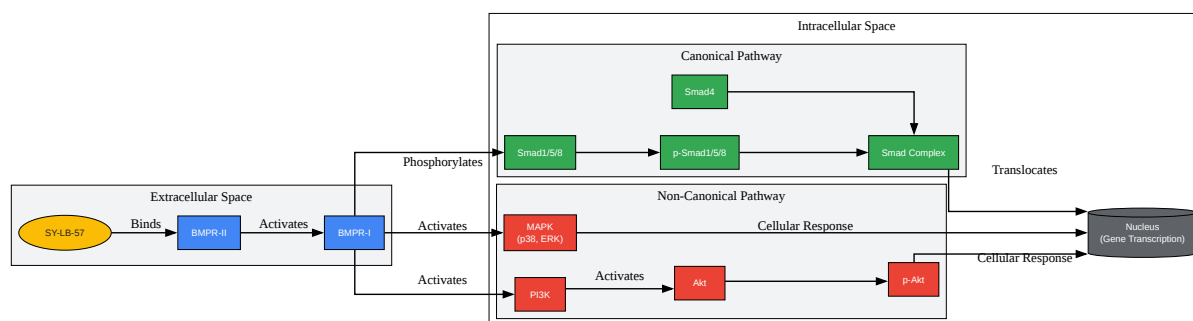 Intracellular Space
Canonical Pathway
Smad4
Phosphorylates
Smad1/5/8
p-Smad1/5/8
Smad Complex
Translocates
Extracellular Space
SY-LB-57
Binds
BMPR-II
Activates
BMPR-I
Non-Canonical Pathway
Activates
MAPK
(p38, ERK)
Cellular Response
Nucleus
(Gene Transcription)
Activates
PI3K
Activates
Akt
p-Akt
Cellular Response